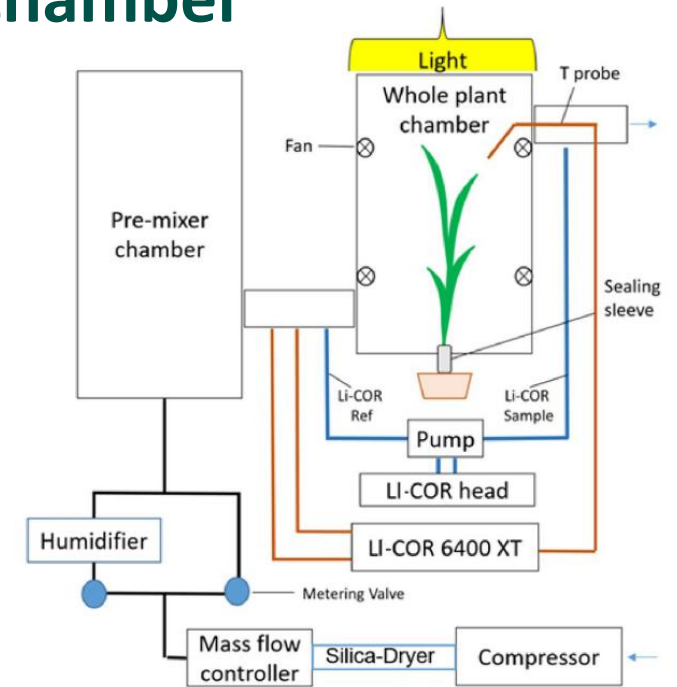 chamber
Light
T probe
Whole plant
chamber
Fan
Pre-mixer
chamber
Sealing
sleeve
Li-COR
Ref
Li-COR
Sample
Pump
LI-COR head
Humidifier
LI-COR 6400 XT
Metering Valve
Mass flow
controller
Silica-Dryer
Compressor